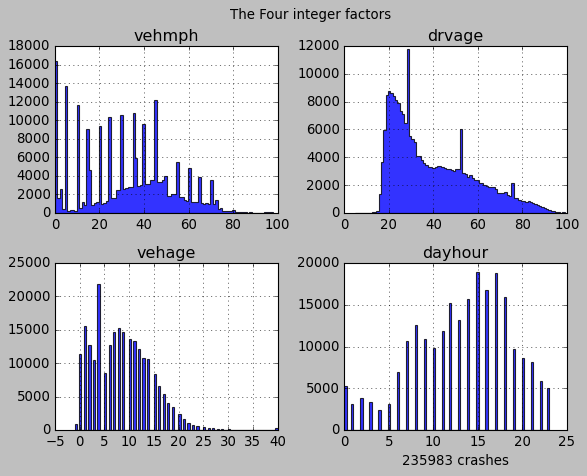 The Four integer factors
vehmph
18000
16000
14000
12000
10000
8000
6000
4000
2000
0
0 20 40 60 80 100
drvage
12000
10000
8000
6000
4000
2000
0
0 20 40 60 80 100
vehage
25000
20000
15000
10000
5000
0
-5 0 5 10 15 20 25 30 35 40
dayhour
20000
15000
10000
5000
0
0 5 10 15 20 25
235983 crashes